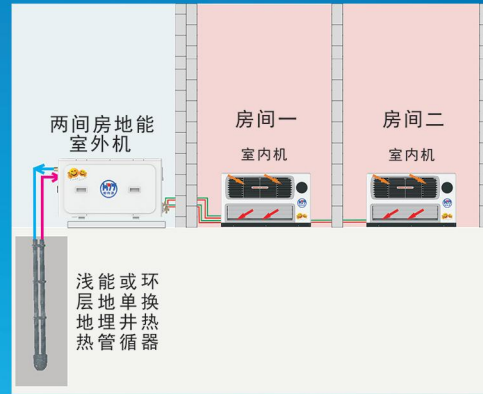 两间房地能
室外机
房间一
室内机
房间二
室内机
浅层地热
能地埋管
或单井循
环换热器